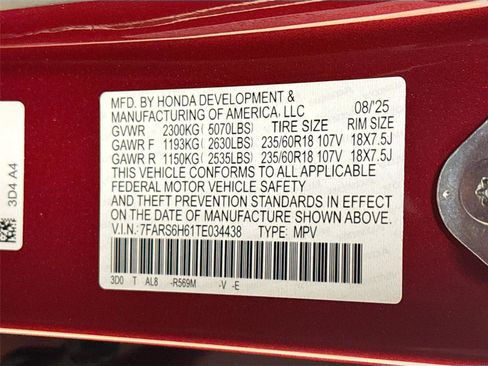 MFD. BY HONDA DEVELOPMENT &
MANUFACTURING OF AMERICA, LLC 08/'25
GVWR 2300KG( 5070LBS) TIRE SIZE RIM SIZE
GAWR F 1193KG( 2630LBS) 235/60R18 107V 18X7.5J
GAWR R 1150KG( 2535LBS) 235/60R18 107V 18X7.5J
THIS VEHICLE CONFORMS TO ALL APPLICABLE
FEDERAL MOTOR VEHICLE SAFETY
AND THEFT PREVENTION STANDARDS IN EFFECT ON
THE DATE OF MANUFACTURE SHOWN ABOVE.
V.I.N.: 7FARS6H61TE034438 TYPE: MPV
3D0 T AL8 -R569M -V -E
3D4 A4